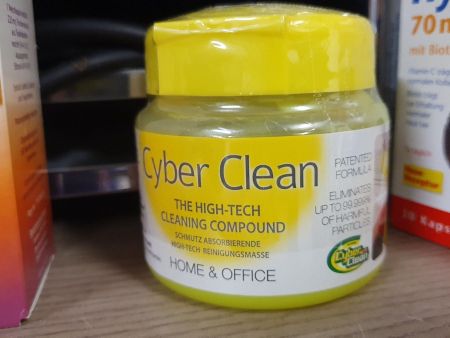 Cyber Clean
THE HIGH-TECH
CLEANING COMPOUND
SCHMUTZ ABSORBIERENDE
HIGH-TECH REINIGUNGSMASSE
HOME & OFFICE
PATENTED
FORMULA
ELIMINATES
UP TO 99.998%
OF HARMFUL
PARTICLES
Cyber
Clean
70 m
mit Biot